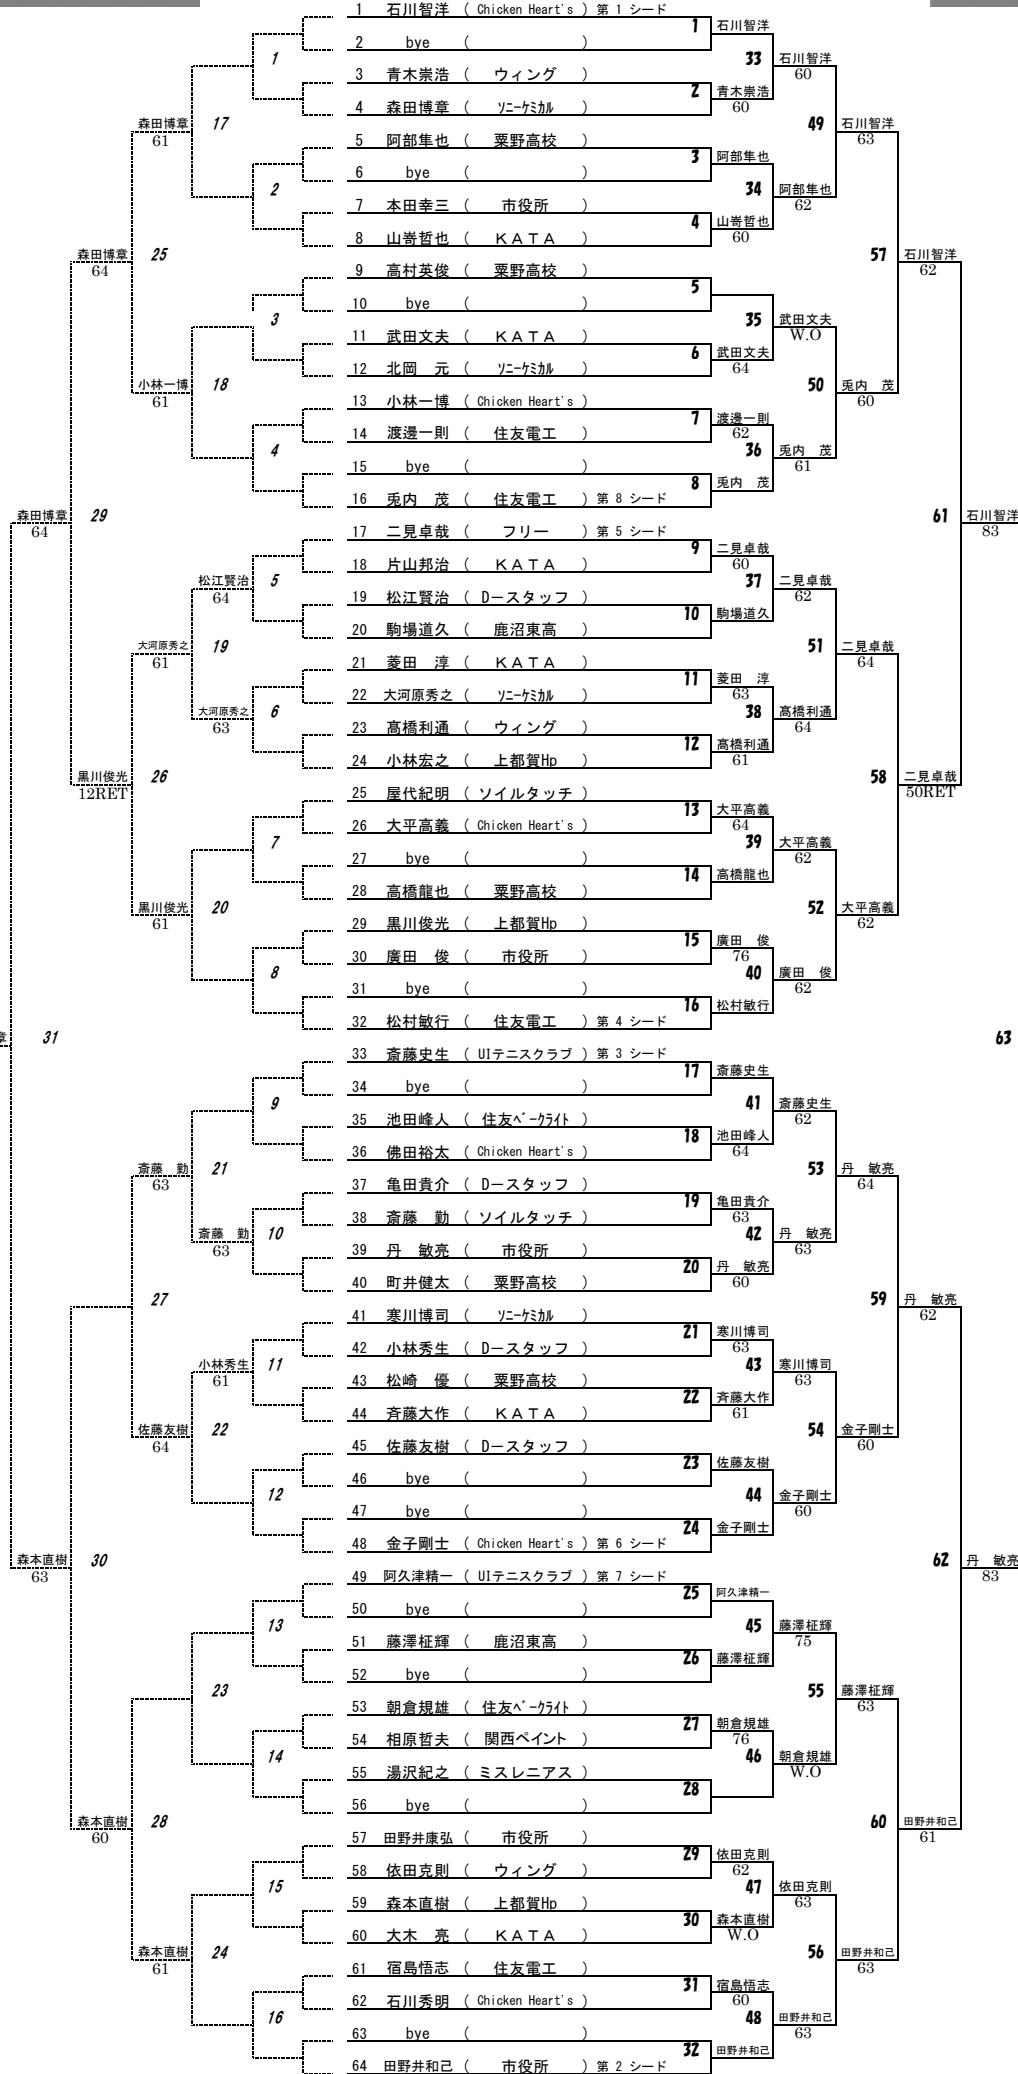 1 石川智洋 ( Chicken Heart's ) 第 1 シード
2 bye ( )
3 青木崇浩 ( ウィング )
4 森田博章 ( ソニーケミカル )
5 阿部隼也 ( 粟野高校 )
6 bye ( )
7 本田幸三 ( 市役所 )
8 山嵜哲也 ( KATA )
9 高村英俊 ( 粟野高校 )
10 bye ( )
11 武田文夫 ( KATA )
12 北岡 元 ( ソニーケミカル )
13 小林一博 ( Chicken Heart's )
14 渡邊一則 ( 住友電工 )
15 bye ( )
16 兎内 茂 ( 住友電工 ) 第 8 シード
17 二見卓哉 ( フリー ) 第 5 シード
18 片山邦治 ( KATA )
19 松江賢治 ( Dースタッフ )
20 駒場道久 ( 鹿沼東高 )
21 菱田 淳 ( KATA )
22 大河原秀之 ( ソニーケミカル )
23 髙橋利通 ( ウィング )
24 小林宏之 ( 上都賀Hp )
25 屋代紀明 ( ソイルタッチ )
26 大平高義 ( Chicken Heart's )
27 bye ( )
28 高橋龍也 ( 粟野高校 )
29 黒川俊光 ( 上都賀Hp )
30 廣田 俊 ( 市役所 )
31 bye ( )
32 松村敏行 ( 住友電工 ) 第 4 シード
33 斎藤史生 ( UIテニスクラブ ) 第 3 シード
34 bye ( )
35 池田峰人 ( 住友ベークライト )
36 佛田裕太 ( Chicken Heart's )
37 亀田貴介 ( Dースタッフ )
38 斎藤 勤 ( ソイルタッチ )
39 丹 敏亮 ( 市役所 )
40 町井健太 ( 粟野高校 )
41 寒川博司 ( ソニーケミカル )
42 小林秀生 ( Dースタッフ )
43 松崎 優 ( 粟野高校 )
44 斉藤大作 ( KATA )
45 佐藤友樹 ( Dースタッフ )
46 bye ( )
47 bye ( )
48 金子剛士 ( Chicken Heart's ) 第 6 シード
49 阿久津精一 ( UIテニスクラブ ) 第 7 シード
50 bye ( )
51 藤澤柾輝 ( 鹿沼東高 )
52 bye ( )
53 朝倉規雄 ( 住友ベークライト )
54 相原哲夫 ( 関西ペイント )
55 湯沢紀之 ( ミスレニアス )
56 bye ( )
57 田野井康弘 ( 市役所 )
58 依田克則 ( ウィング )
59 森本直樹 ( 上都賀Hp )
60 大木 亮 ( KATA )
61 宿島悟志 ( 住友電工 )
62 石川秀明 ( Chicken Heart's )
63 bye ( )
64 田野井和己 ( 市役所 ) 第 2 シード
1
2
3
4
5
6
7
8
9
10
11
12
13
14
15
16
松江賢治
64
大河原秀之
63
斎藤 勤
63
小林秀生
61
17
18
19
20
21
22
23
24
森田博章
61
小林一博
61
大河原秀之
61
黒川俊光
61
斎藤 勤
63
佐藤友樹
64
森本直樹
61
25
26
27
28
森田博章
64
黒川俊光
12RET
森本直樹
60
29
30
森田博章
64
森本直樹
63
31
1 石川智洋
2 青木崇浩
60
3 阿部隼也
4 山嵜哲也
60
5
6 武田文夫
64
7 渡邊一則
62
8 兎内 茂
9 二見卓哉
60
10 駒場道久
11 菱田 淳
63
12 髙橋利通
61
13 大平高義
64
14 高橋龍也
15 廣田 俊
76
16 松村敏行
17 斎藤史生
18 池田峰人
64
19 亀田貴介
63
20 丹 敏亮
60
21 寒川博司
63
22 斉藤大作
61
23 佐藤友樹
24 金子剛士
25 阿久津精一
26 藤澤柾輝
27 朝倉規雄
76
28
29 依田克則
62
30 森本直樹
W.O
31 宿島悟志
60
32 田野井和己
33 石川智洋
60
34 阿部隼也
62
35 武田文夫
W.O
36 兎内 茂
61
37 二見卓哉
62
38 髙橋利通
64
39 大平高義
62
40 廣田 俊
62
41 斎藤史生
62
42 丹 敏亮
63
43 寒川博司
63
44 金子剛士
60
45 藤澤柾輝
75
46 朝倉規雄
W.O
47 依田克則
63
48 田野井和己
63
49 石川智洋
63
50 兎内 茂
60
51 二見卓哉
64
52 大平高義
62
53 丹 敏亮
64
54 金子剛士
60
55 藤澤柾輝
63
56 田野井和己
63
57 石川智洋
62
58 二見卓哉
50RET
59 丹 敏亮
62
60 田野井和己
61
61 石川智洋
83
62 丹 敏亮
83
63